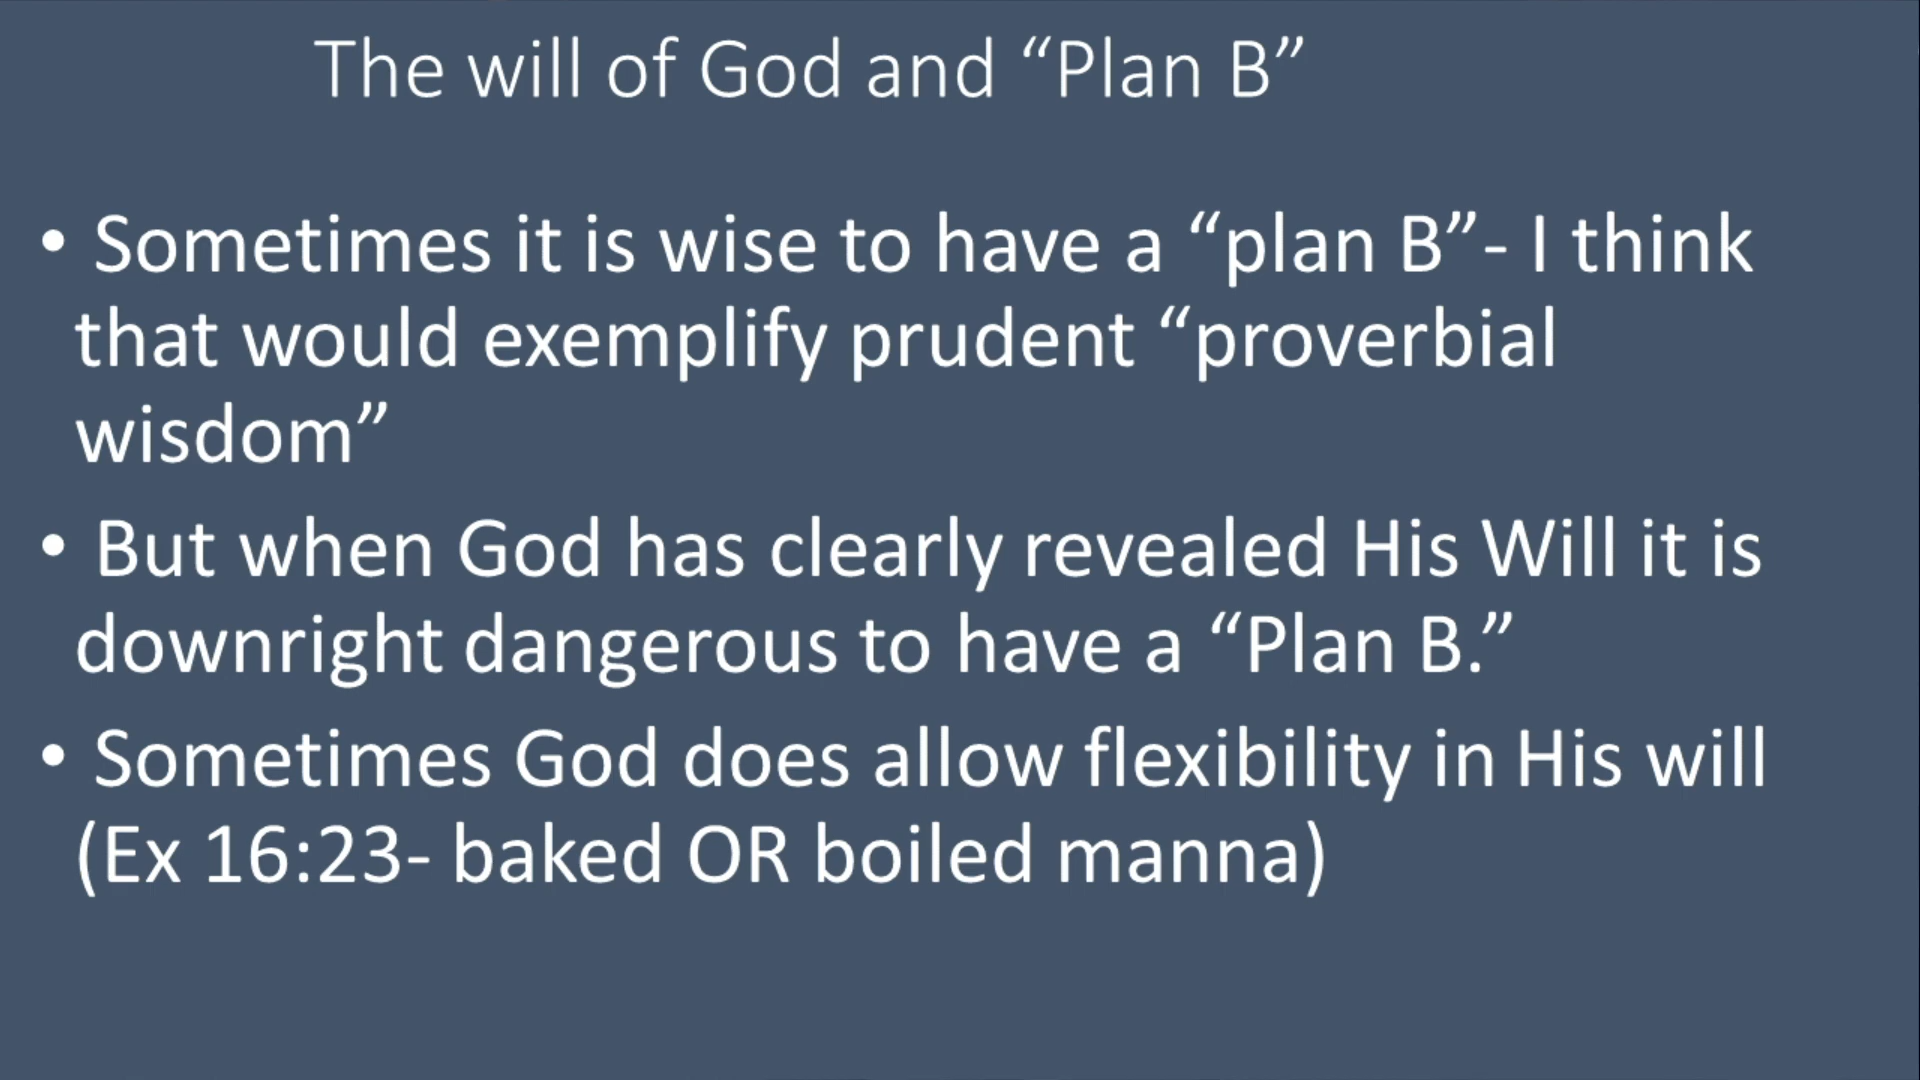 The will of God and “Plan B”
• Sometimes it is wise to have a “plan B”- I think
that would exemplify prudent “proverbial
wisdom”
• But when God has clearly revealed His Will it is
downright dangerous to have a “Plan B.”
• Sometimes God does allow flexibility in His will
(Ex 16:23- baked OR boiled manna)